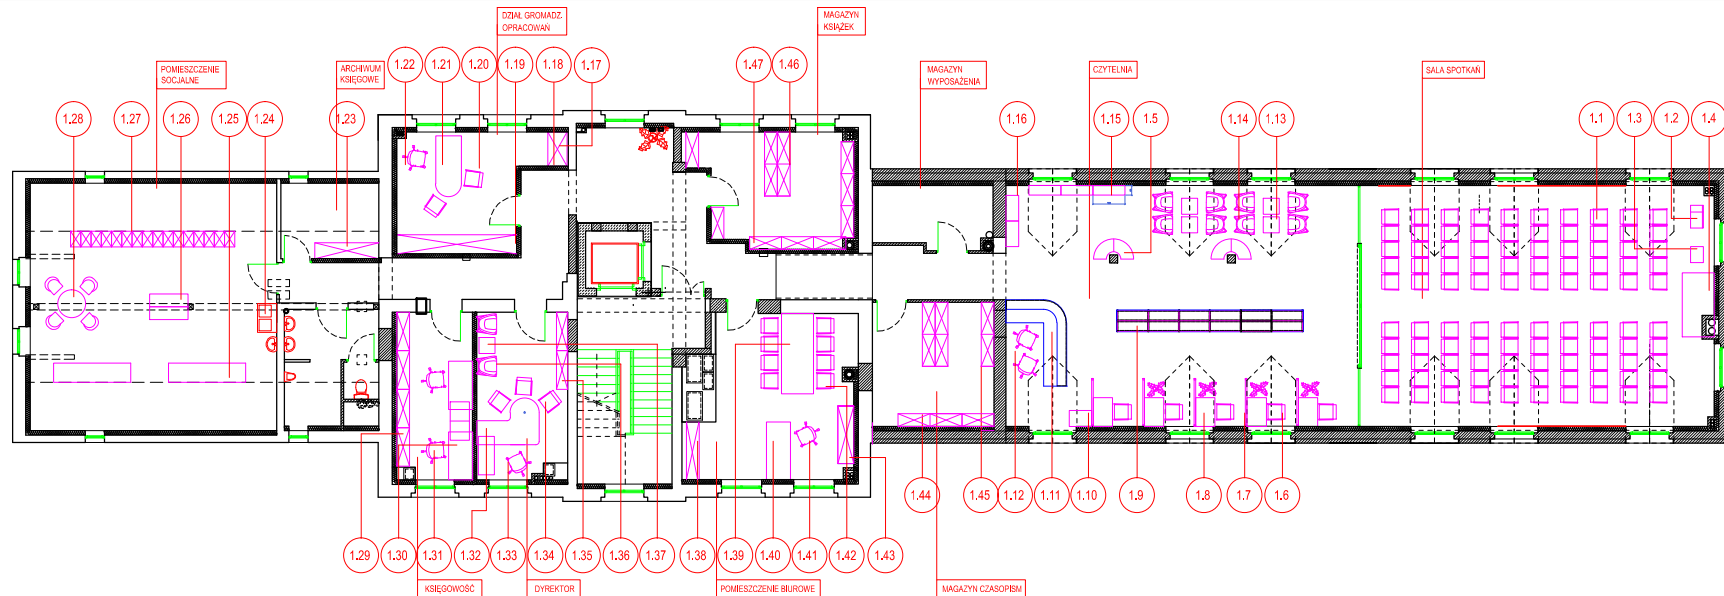 DZIAŁ GROMADZ.
OPRACOWAŃ
MAGAZYN
KSIĄŻEK
POMIESZCZENIE
SOCJALNE
ARCHIWUM
KSIĘGOWE
MAGAZYN
WYPOSAŻENIA
CZYTELNIA
SALA SPOTKAŃ
1.22
1.21
1.20
1.19
1.18
1.17
1.47
1.46
1.28
1.27
1.26
1.25
1.24
1.23
1.16
1.15
1.5
1.14
1.13
1.1
1.3
1.2
1.4
1.44
1.45
1.12
1.11
1.10
1.9
1.8
1.7
1.6
1.29
1.30
1.31
1.32
1.33
1.34
1.35
1.36
1.37
1.38
1.39
1.40
1.41
1.42
1.43
KSIĘGOWOŚĆ
DYREKTOR
POMIESZCZENIE BIUROWE
MAGAZYN CZASOPISM